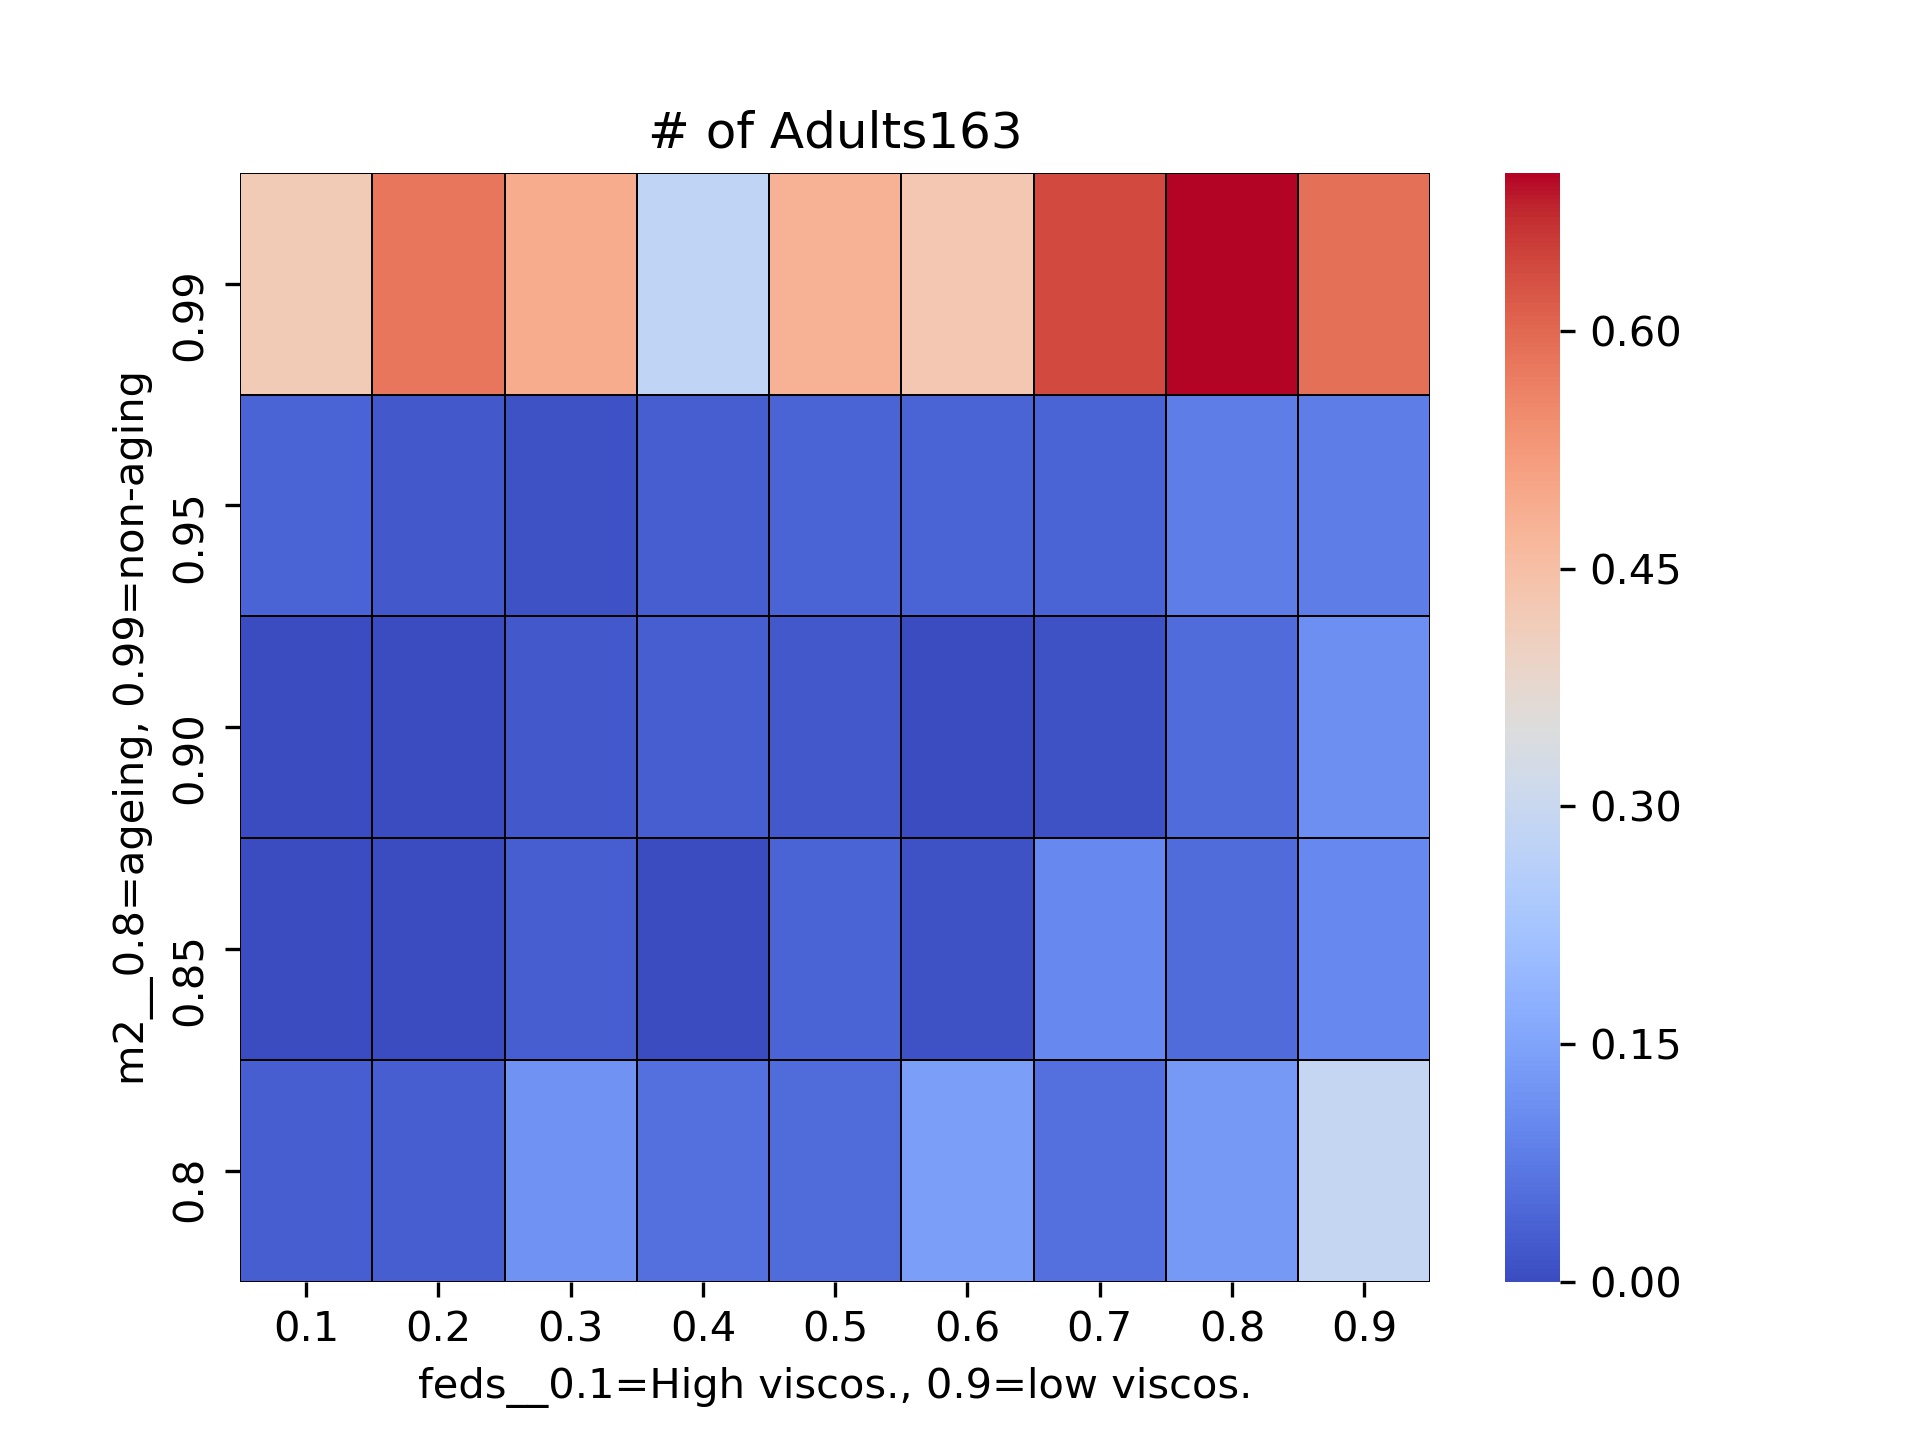 # of Adults163
m2__0.8=ageing, 0.99=non-aging
0.99
0.95
0.90
0.85
0.8
0.1 0.2 0.3 0.4 0.5 0.6 0.7 0.8 0.9
feds__0.1=High viscos., 0.9=low viscos.
0.60
0.45
0.30
0.15
0.00